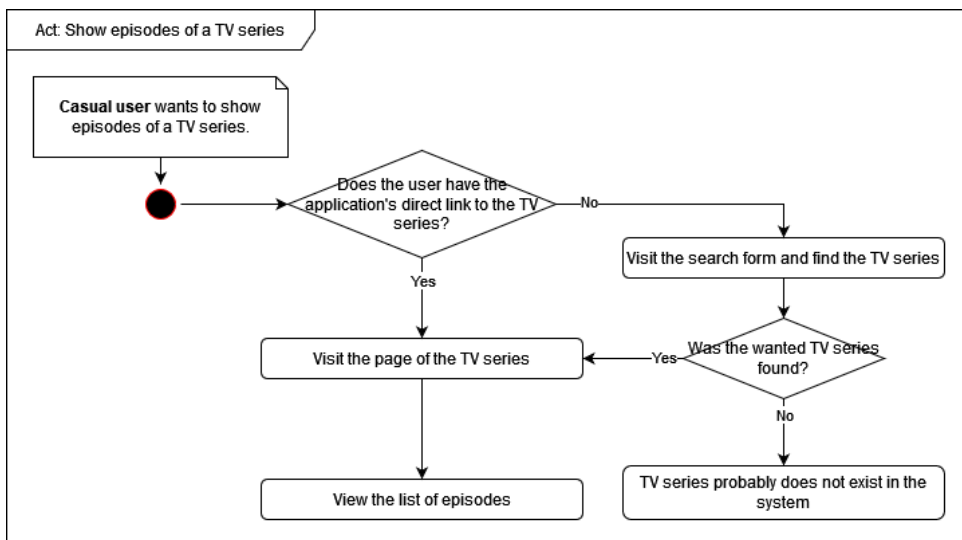 Act: Show episodes of a TV series
Casual user wants to show
episodes of a TV series.
Does the user have the
application's direct link to the TV
series?
No
Visit the search form and find the TV series
Yes
Was the wanted TV series
found?
Yes
Visit the page of the TV series
No
View the list of episodes
TV series probably does not exist in the
system